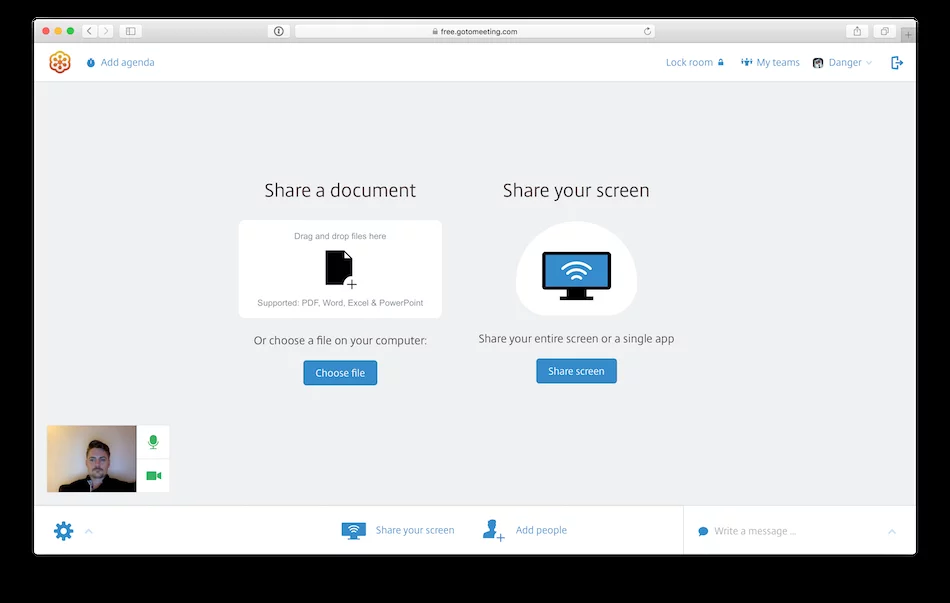 free.gotomeeting.com
Add agenda
Lock room
My teams
Danger
Share a document
Share your screen
Drag and drop files here
Supported: PDF, Word, Excel & PowerPoint
Or choose a file on your computer:
Share your entire screen or a single app
Choose file
Share screen
Share your screen
Add people
Write a message ...